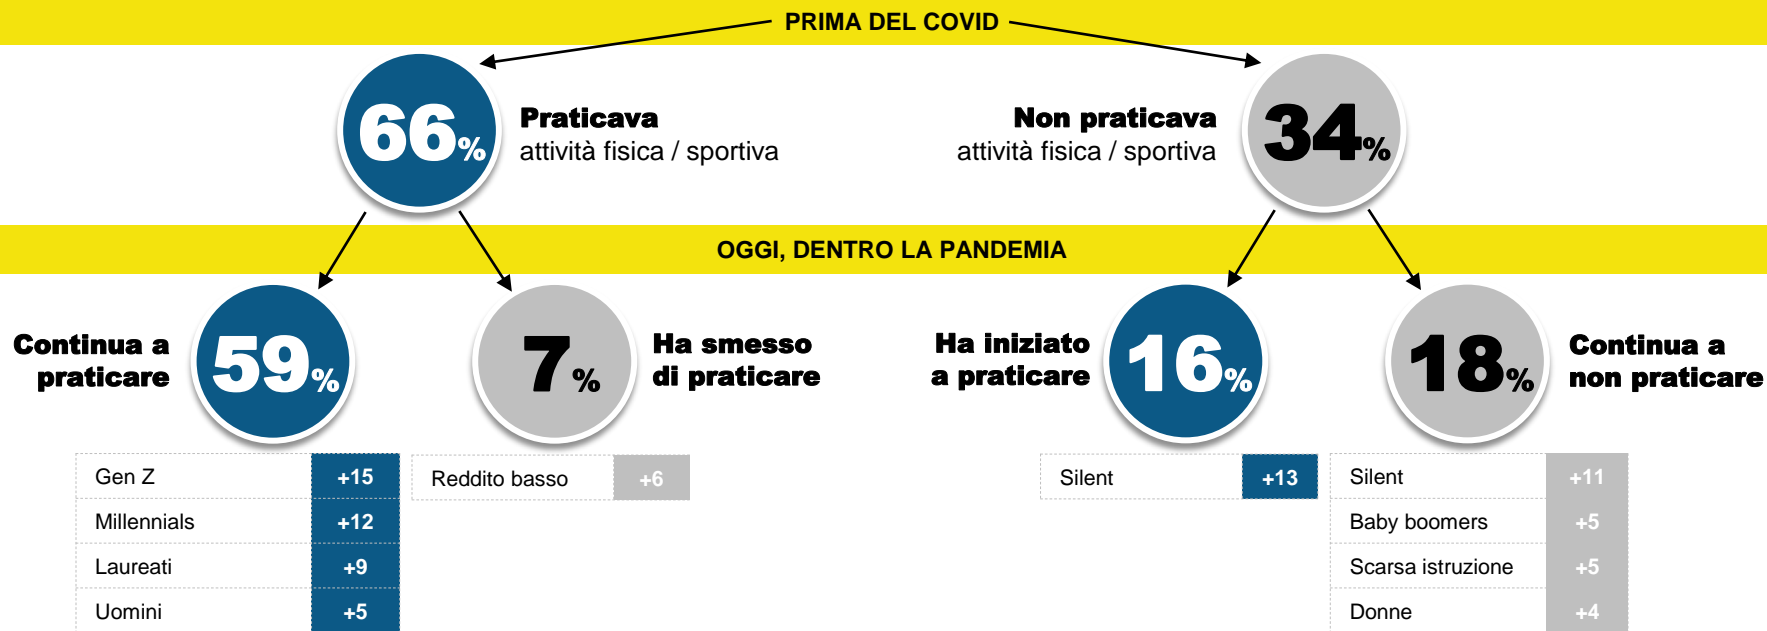 PRIMA DEL COVID
66%
Praticava
attività fisica / sportiva
Non praticava
attività fisica / sportiva
34%
OGGI, DENTRO LA PANDEMIA
Continua a
praticare
59%
7%
Ha smesso
di praticare
Ha iniziato
a praticare
16%
18%
Continua a
non praticare
Gen Z +15
Millennials +12
Laureati +9
Uomini +5
Reddito basso +6
Silent +13
Silent +11
Baby boomers +5
Scarsa istruzione +5
Donne +4